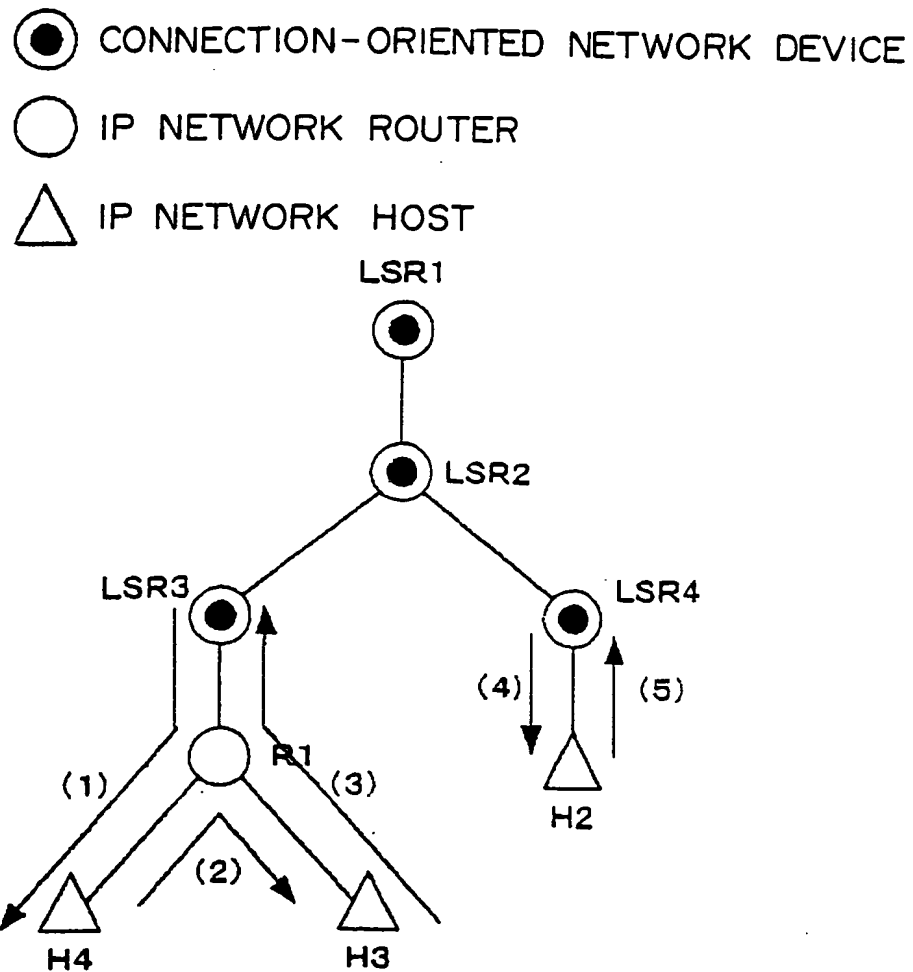 CONNECTION-ORIENTED NETWORK DEVICE
IP NETWORK ROUTER
IP NETWORK HOST
LSR1
LSR2
LSR3
LSR4
(4)
(5)
R1
(1)
(3)
H2
(2)
H4
H3